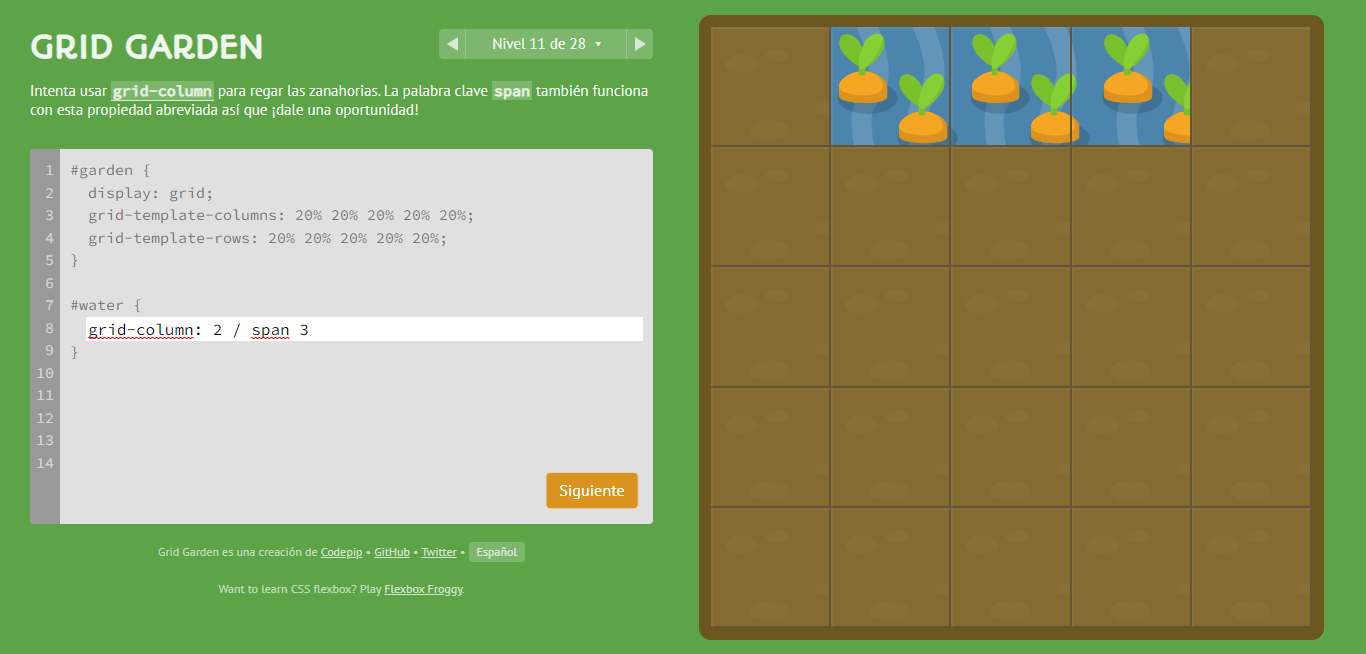 GRID GARDEN
◀ Nivel 11 de 28 ▾ ▶
Intenta usar grid-column para regar las zanahorias. La palabra clave span también funciona
con esta propiedad abreviada así que ¡dale una oportunidad!
1 #garden {
2 display: grid;
3 grid-template-columns: 20% 20% 20% 20% 20%;
4 grid-template-rows: 20% 20% 20% 20% 20%;
5 }
6
7 #water {
8 grid-column: 2 / span 3
9 }
10
11
12
13
14
Siguiente
Grid Garden es una creación de Codepip • GitHub • Twitter • Español
Want to learn CSS flexbox? Play Flexbox Froggy.